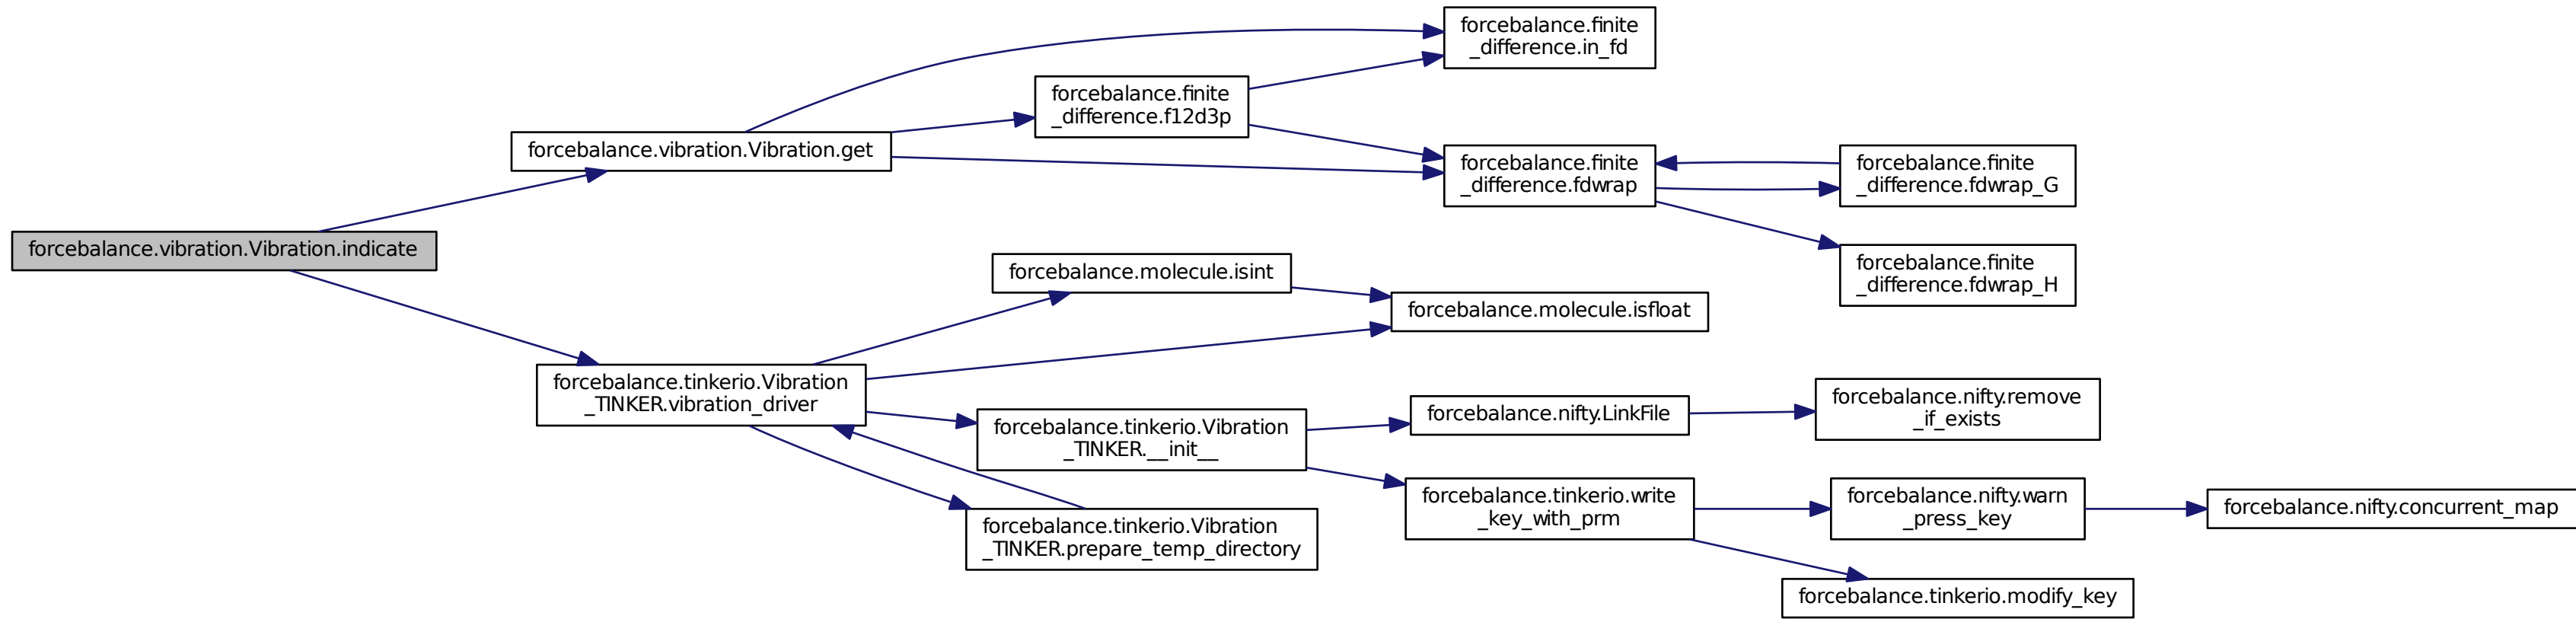 forcebalance.vibration.Vibration.indicate
forcebalance.vibration.Vibration.get
forcebalance.finite
_difference.in_fd
forcebalance.finite
_difference.f12d3p
forcebalance.finite
_difference.fdwrap
forcebalance.finite
_difference.fdwrap_G
forcebalance.finite
_difference.fdwrap_H
forcebalance.tinkerio.Vibration
_TINKER.vibration_driver
forcebalance.molecule.isint
forcebalance.molecule.isfloat
forcebalance.tinkerio.Vibration
_TINKER.__init__
forcebalance.tinkerio.Vibration
_TINKER.prepare_temp_directory
forcebalance.nifty.LinkFile
forcebalance.nifty.remove
_if_exists
forcebalance.tinkerio.write
_key_with_prm
forcebalance.nifty.warn
_press_key
forcebalance.nifty.concurrent_map
forcebalance.tinkerio.modify_key